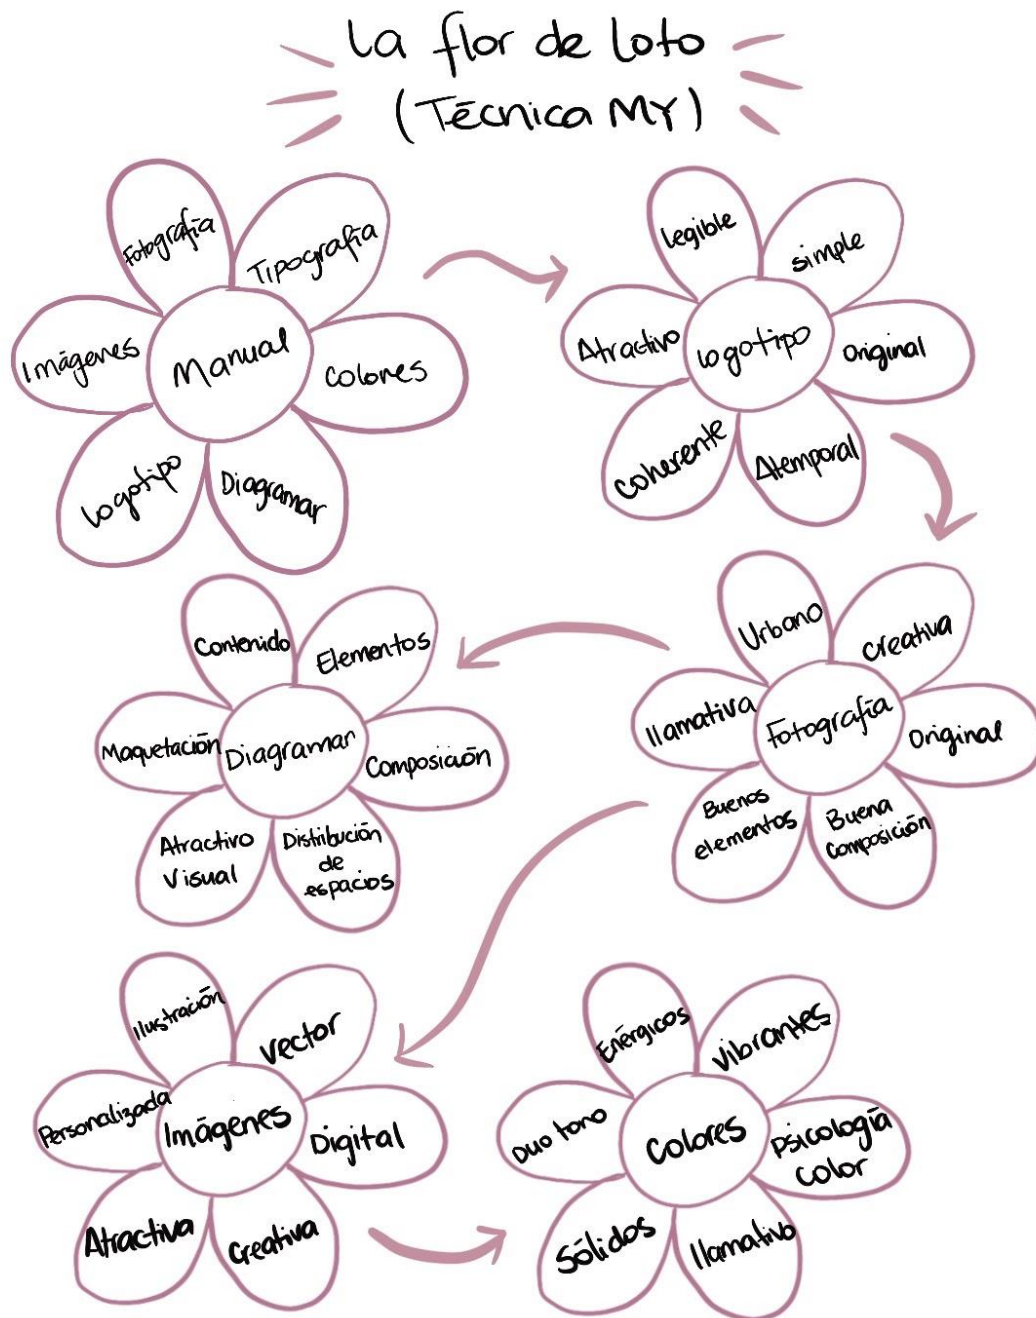 La flor de loto
(Técnica MY)
Fotografía
Tipografía
Imágenes
Manual
Colores
Logotipo
Diagramar
Legible
Simple
Atractivo
Logotipo
Original
Coherente
Atemporal
Urbano
Creativa
Llamativa
Fotografía
Original
Buenos
elementos
Buena
Composición
Contenido
Elementos
Maquetación
Diagramar
Composición
Atractivo
Visual
Distribución
de
espacios
Ilustración
Vector
Personalizada
Imágenes
Digital
Atractiva
Creativa
Enérgicos
Vibrantes
Duo tono
Colores
Psicología
Color
Sólidos
llamativo